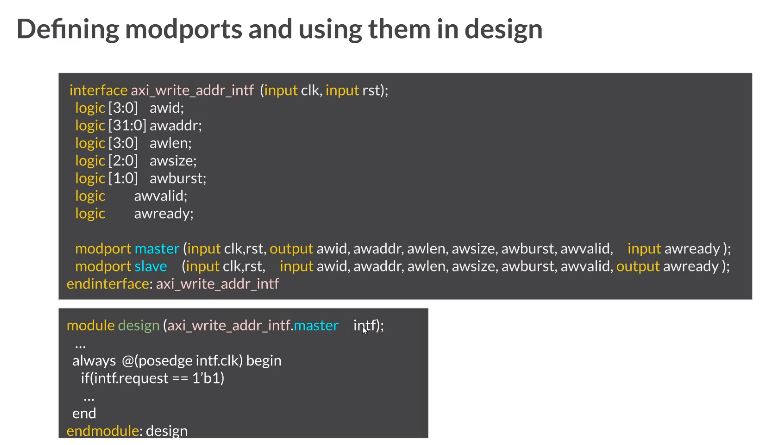 Defining modports and using them in design
interface axi_write_addr_intf (input clk, input rst);
logic [3:0] awid;
logic [31:0] awaddr;
logic [3:0] awlen;
logic [2:0] awsize;
logic [1:0] awburst;
logic awvalid;
logic awready;
modport master (input clk,rst, output awid, awaddr, awlen, awsize, awburst, awvalid, input awready );
modport slave (input clk,rst, input awid, awaddr, awlen, awsize, awburst, awvalid, output awready );
endinterface: axi_write_addr_intf
module design (axi_write_addr_intf.master intf);
...
always @(posedge intf.clk) begin
if(intf.request == 1'b1)
...
end
endmodule: design